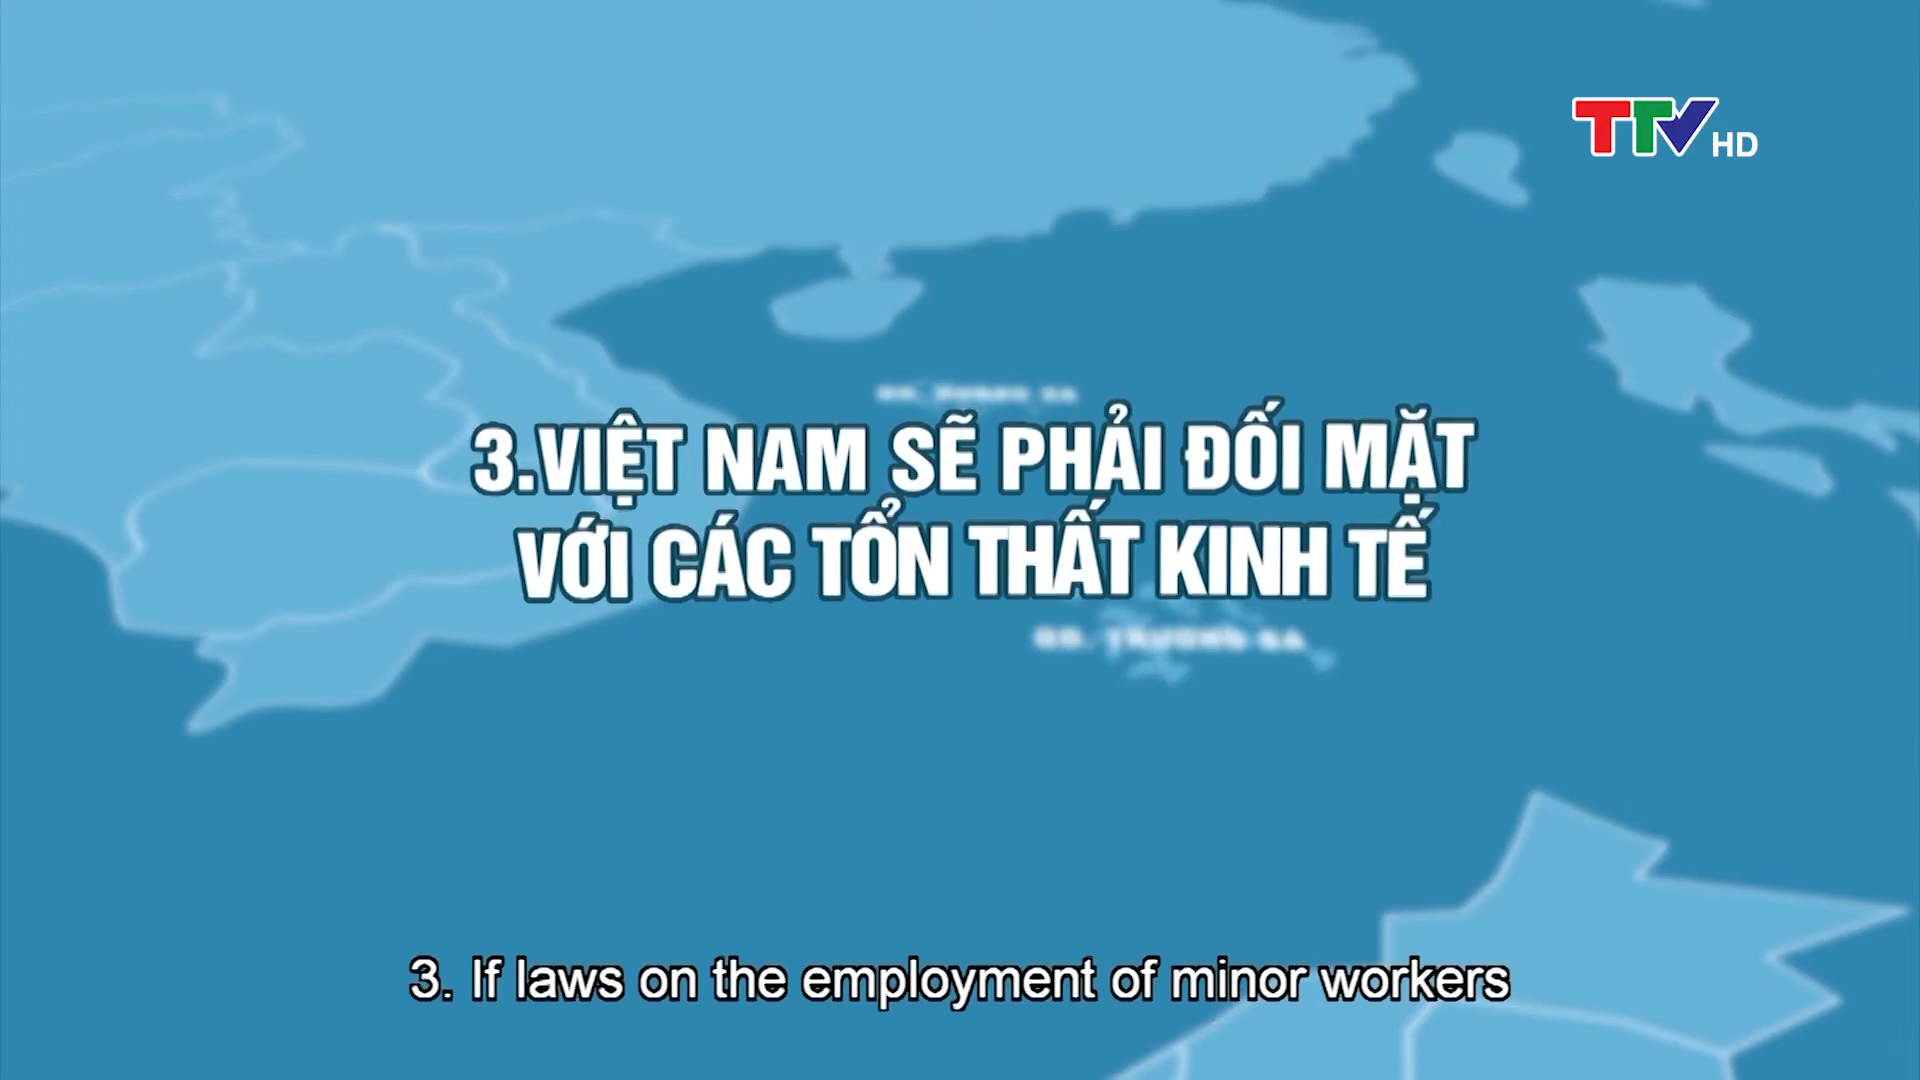 TTV HD
3.VIỆT NAM SẼ PHẢI ĐỐI MẶT
VỚI CÁC TỔN THẤT KINH TẾ
3. If laws on the employment of minor workers